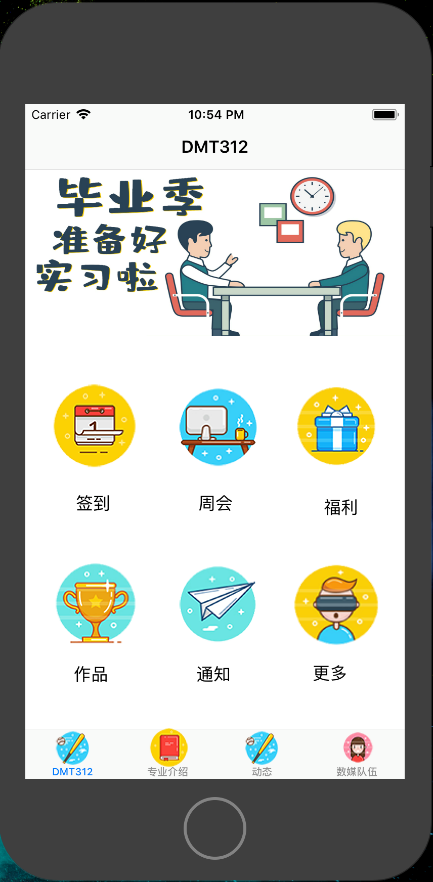 Carrier 10:54 PM
DMT312
毕业季
准备好
实习啦
1
签到 周会 福利
作品 通知 更多
DMT312 专业介绍 动态 数媒队伍